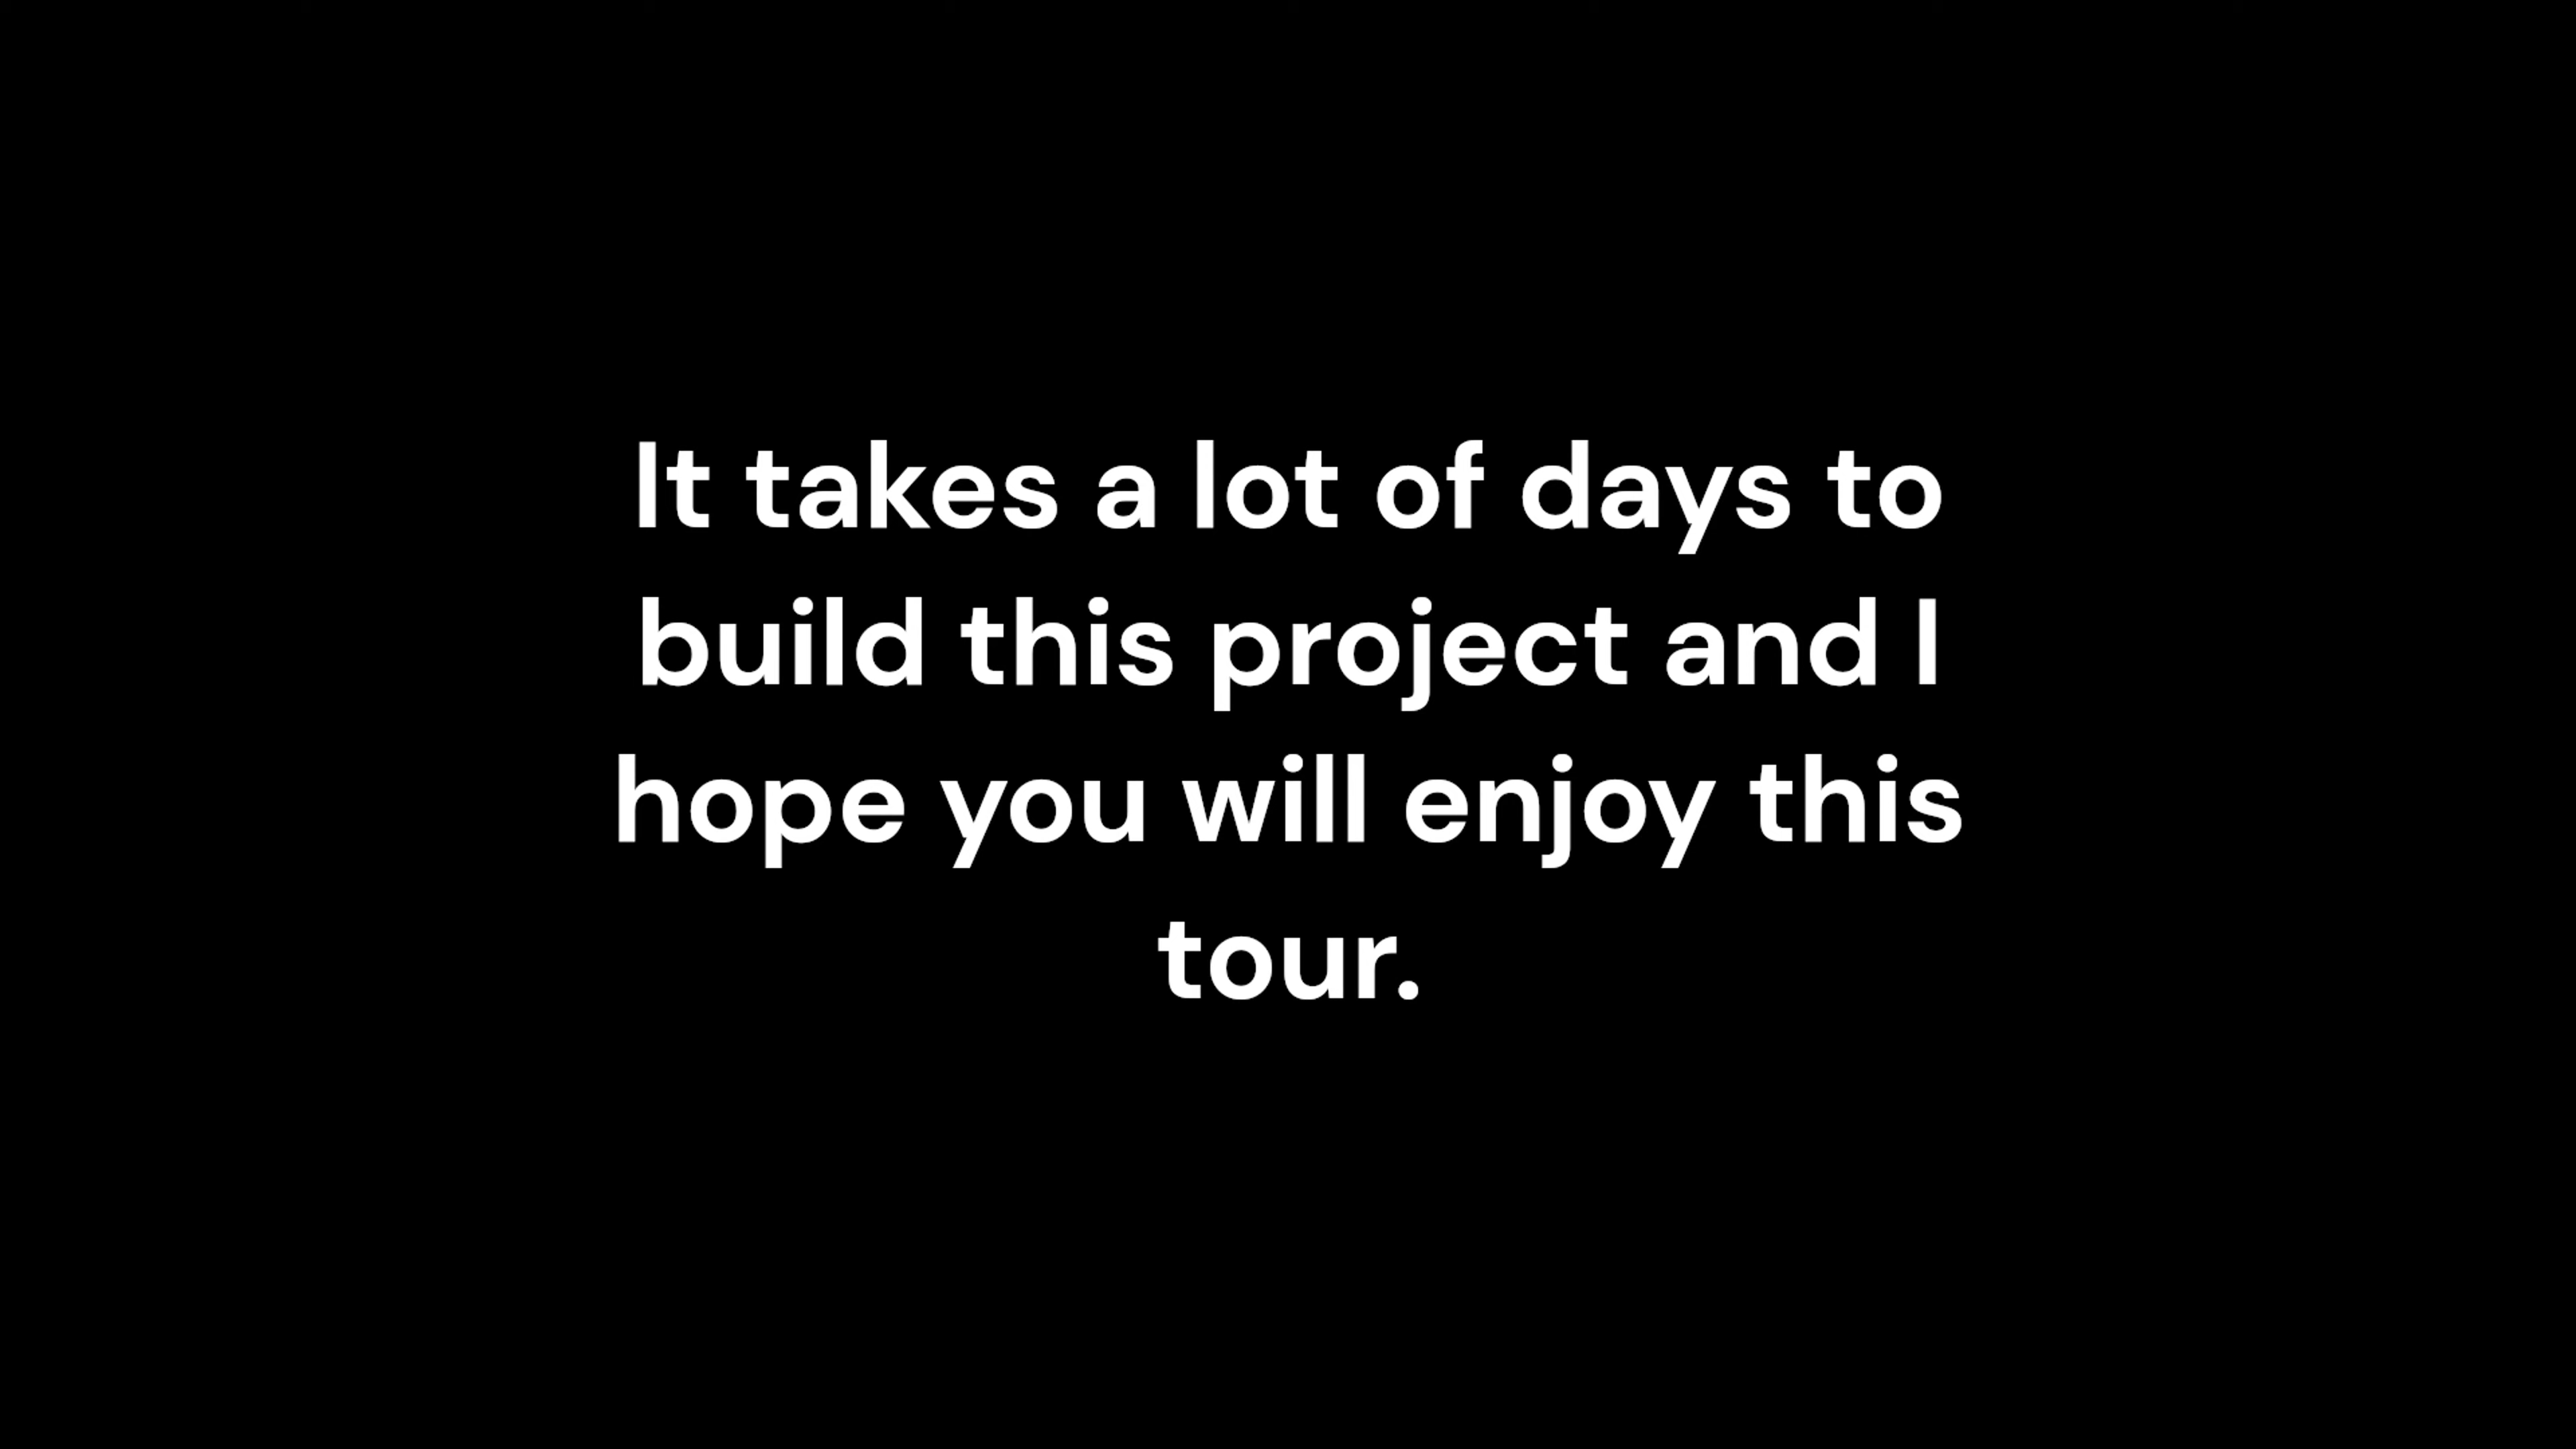 It takes a lot of days to
build this project and I
hope you will enjoy this
tour.